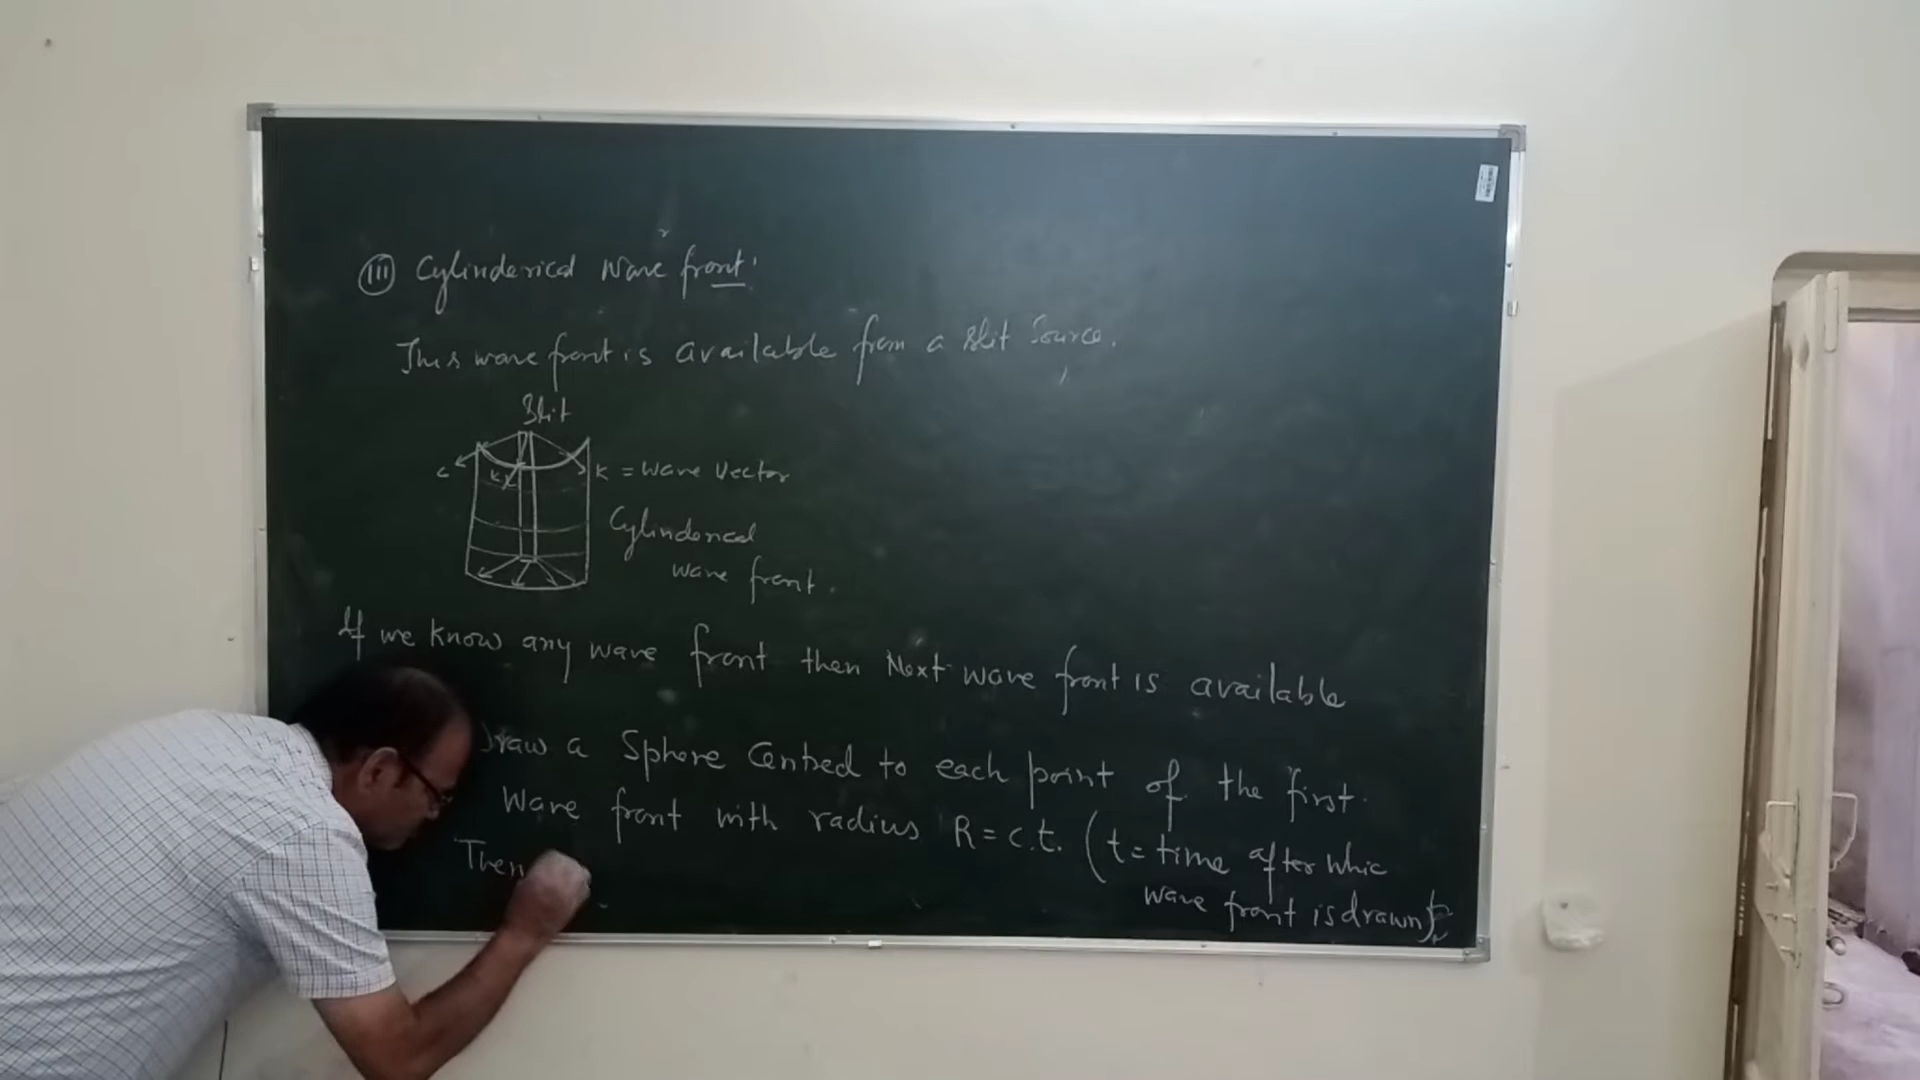 (iii) Cylinderical Wave front:
This wave front is available from a slit source.
Slit
K = Wave Vector
Cylinderical
wave front.
If we know any wave front then Next wave front is available
Draw a Sphere Centred to each point of the first
Wave front with radius R = c.t. (t = time after whic
wave front is drawn)
Then